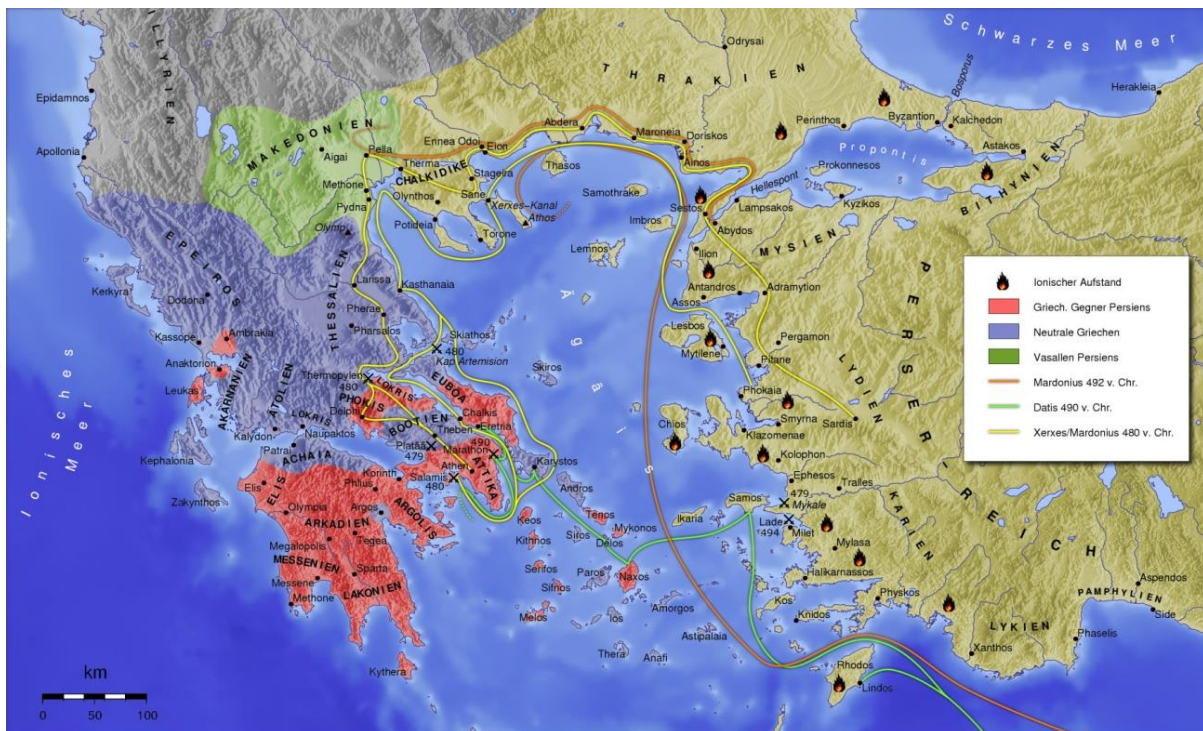 Schwarzes Meer
ILLYRIEN
Odrysai
THRAKIEN
Bosporus
Herakleia
Epidamnos
MAKEDONIEN
Abdera
Maroneia
Doriskos
Perinthos
Byzantion
Kalchedon
Ennea Odoi
Eion
Ainos
Propontis
Astakos
Apollonia
Aigai
Pella
Therma
Stageira
CHALKIDIKE
Thasos
Samothrake
Prokonnesos
BITHYNIEN
Methone
Pydna
Olynthos
Sane
Xerxes-Kanal
Athos
Imbros
Sestos
Hellespont
Lampsakos
Kyzikos
Olymp
Potideia
Torone
Lemnos
Abydos
Ilion
MYSIEN
EPEIROS
Kerkyra
Dodona
THESSALIEN
Larissa
Kasthanaia
Antandros
Assos
Adramytion
PERSERREICH
Kassope
Ambrakia
Pherae
Pharsalos
Skiathos
480
Kap Artemision
Ägäis
Lesbos
Mytilene
Pergamon
Pitane
Anaktorion
Leukas
AKARNANIEN
ÄTOLIEN
Thermopylen
480
LOKRIS
PHOKIS
Delphi
EUBÖA
Skiros
LYDIEN
Phokaia
Smyrna
Sardis
Ionisches Meer
LOKRIS
Kalydon
Naupaktos
BÖOTIEN
Chalkis
Eretria
Theben
Platää
479
490
Marathon
Chios
Klazomenae
Kolophon
Kephalonia
Patrai
ACHAIA
Korinth
Athen
ATTIKA
Salamis
480
Karystos
Andros
Ephesos
Tralles
479
Mykale
Zakynthos
Elis
ELIS
Phlius
Olympia
Argos
ARGOLIS
Keos
Tenos
Mykonos
Ikaria
Samos
Lade
494
Milet
KARIEN
ARKADIEN
Tegea
Megalopolis
Kithnos
Siros
Delos
Mylasa
MESSENIEN
Sparta
Messene
Methone
LAKONIEN
Serifos
Sifnos
Paros
Naxos
Halikarnassos
Aspendos
PAMPHYLIEN
Side
Melos
Ios
Amorgos
Kos
Knidos
Physkos
LYKIEN
Phaselis
Xanthos
Kythera
Thera
Anafi
Astipalaia
Rhodos
Lindos
km
0 50 100
Ionischer Aufstand
Griech. Gegner Persiens
Neutrale Griechen
Vasallen Persiens
Mardonius 492 v. Chr.
Datis 490 v. Chr.
Xerxes/Mardonius 480 v. Chr.